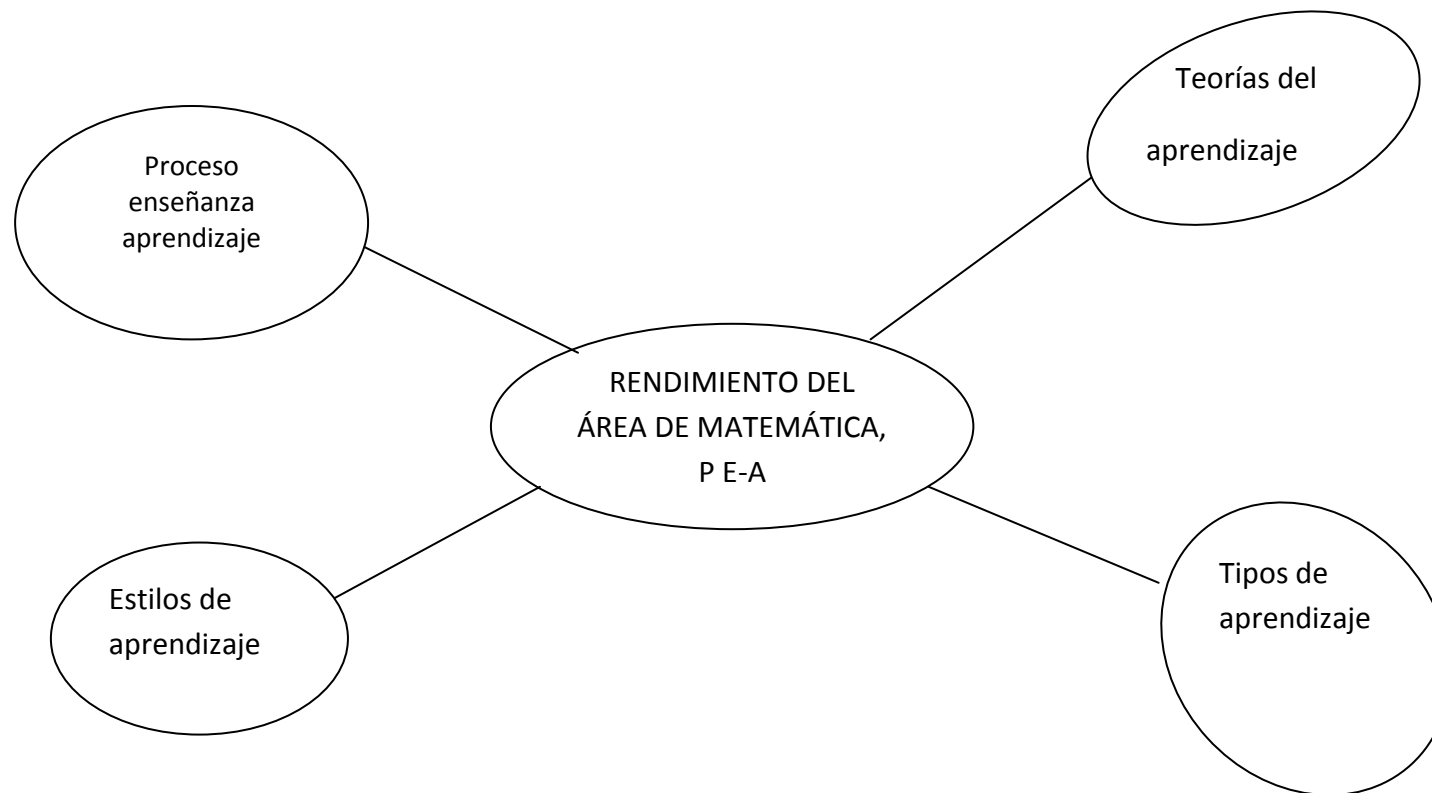 Teorías del
aprendizaje
Proceso
enseñanza
aprendizaje
RENDIMIENTO DEL
ÁREA DE MATEMÁTICA,
P E-A
Estilos de
aprendizaje
Tipos de
aprendizaje